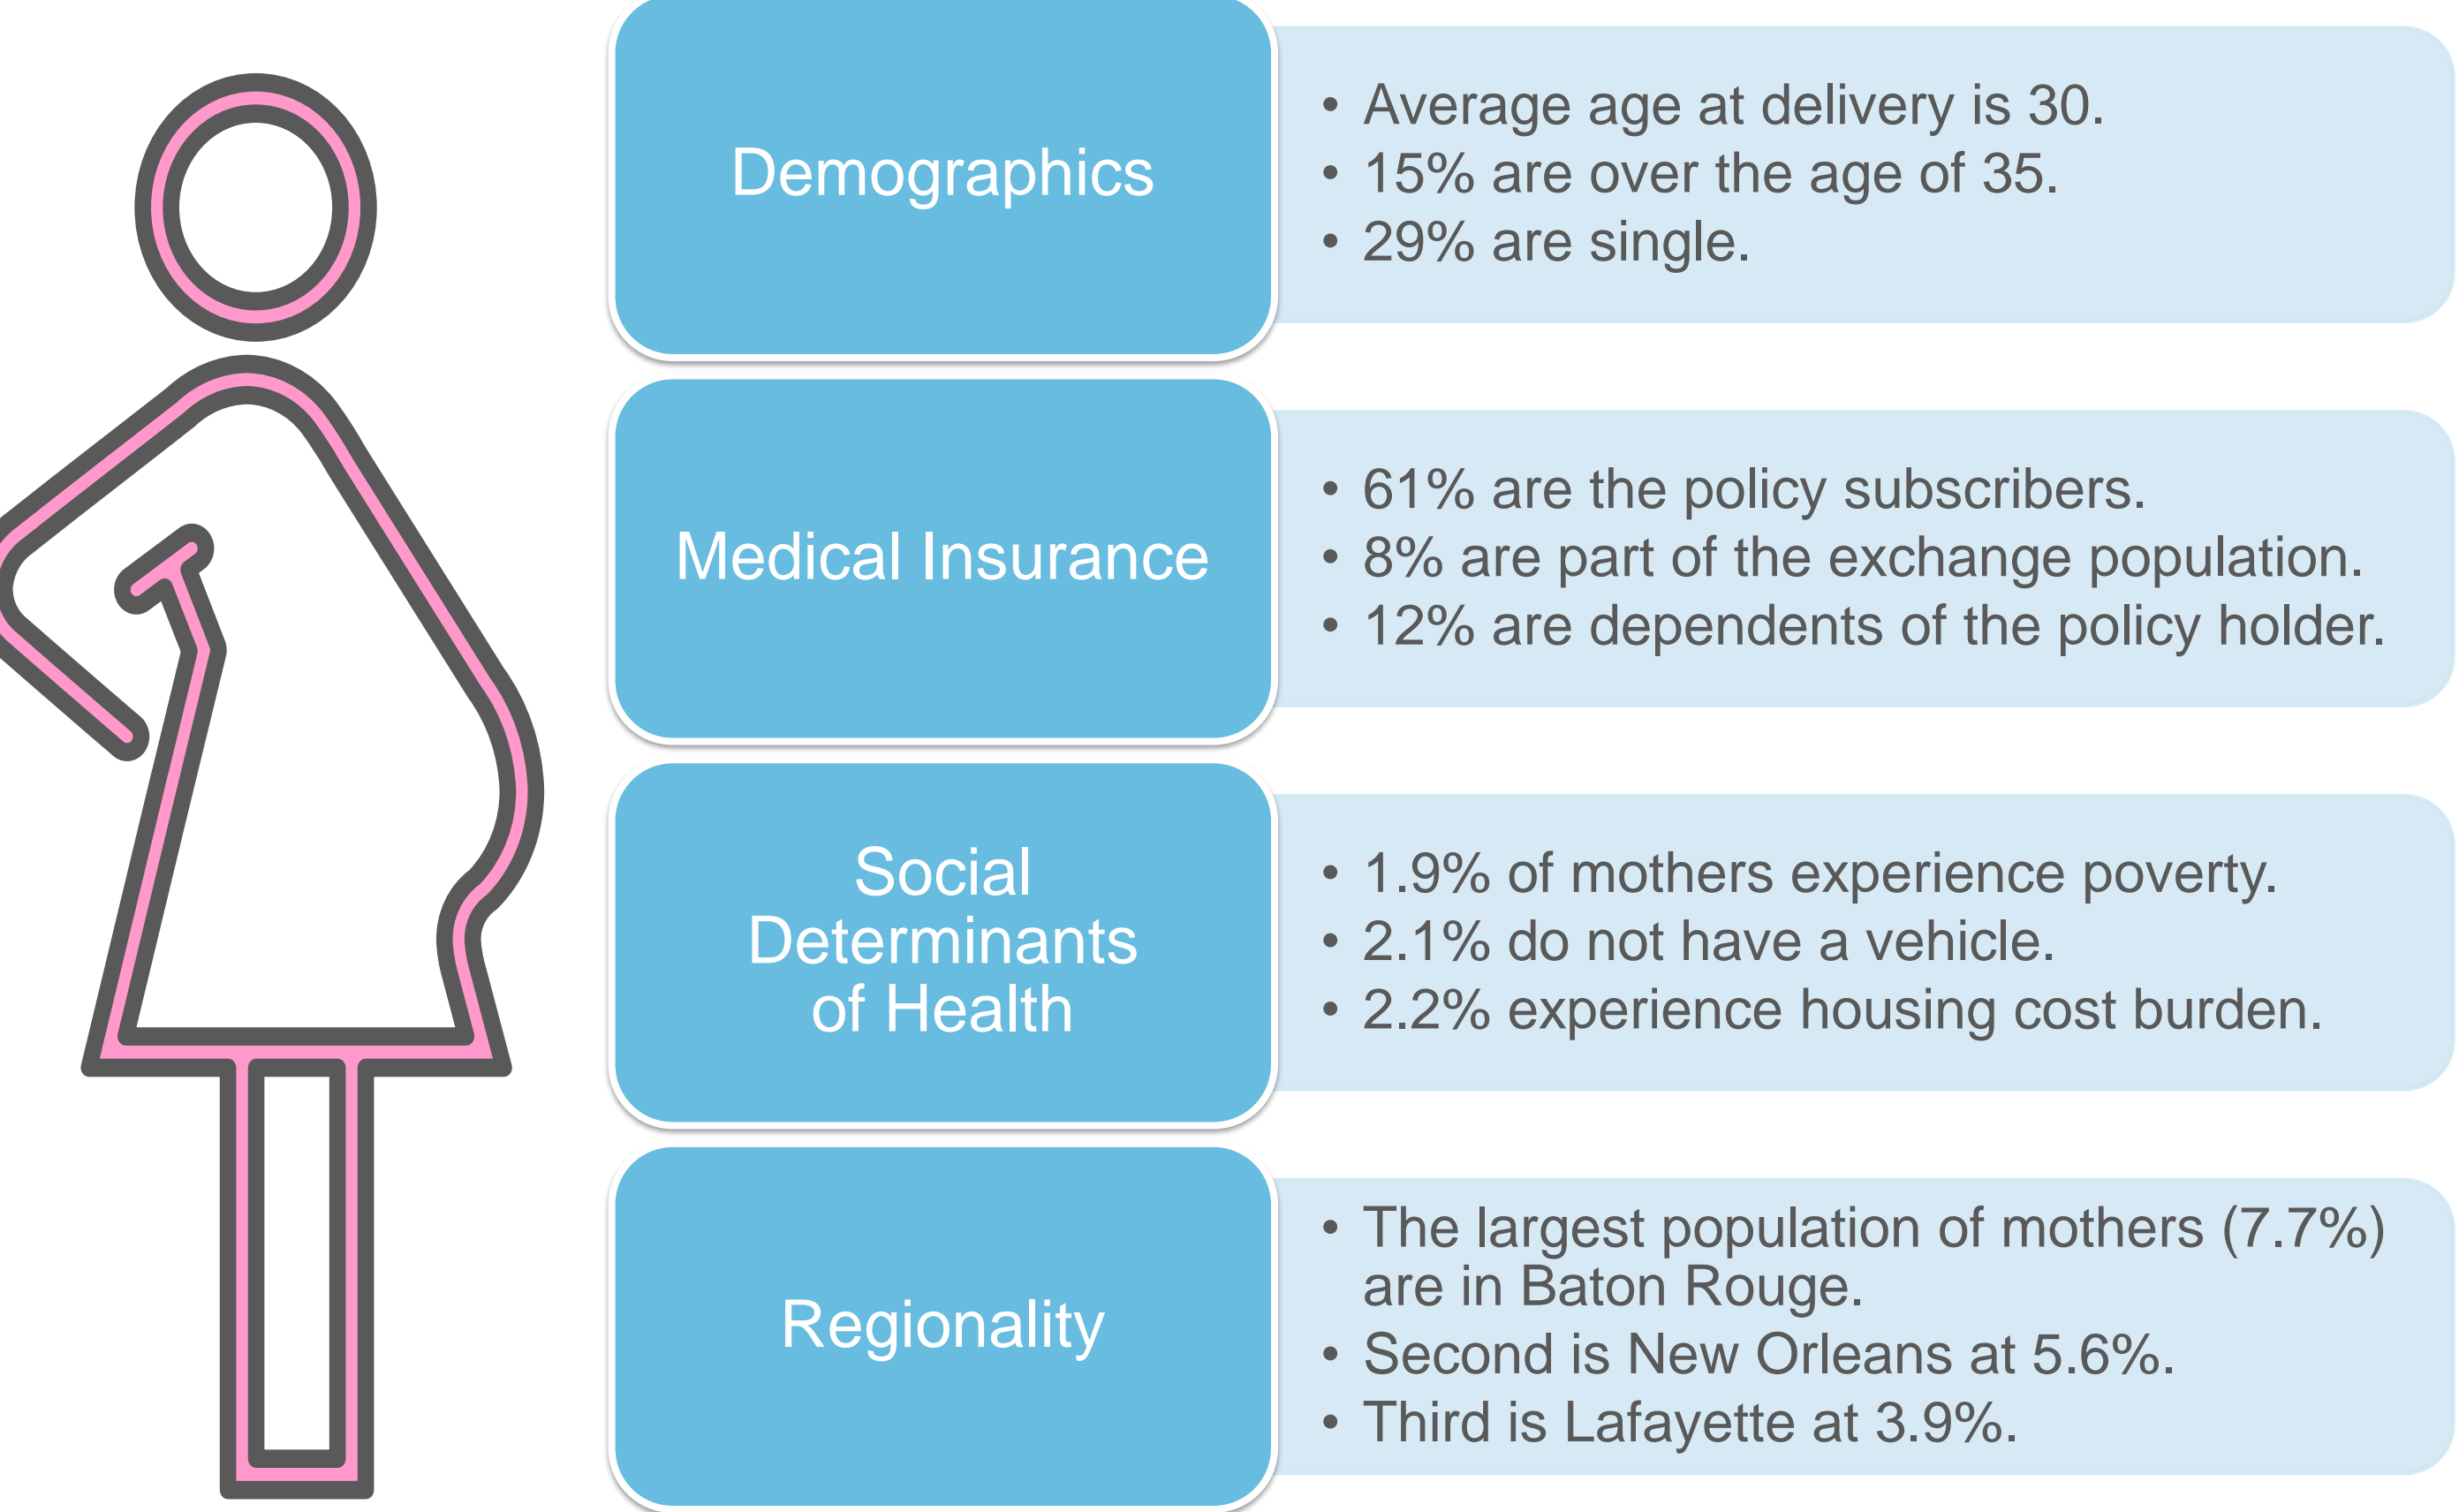 Demographics
• Average age at delivery is 30.
• 15% are over the age of 35.
• 29% are single.
Medical Insurance
• 61% are the policy subscribers.
• 8% are part of the exchange population.
• 12% are dependents of the policy holder.
Social
Determinants
of Health
• 1.9% of mothers experience poverty.
• 2.1% do not have a vehicle.
• 2.2% experience housing cost burden.
Regionality
• The largest population of mothers (7.7%)
are in Baton Rouge.
• Second is New Orleans at 5.6%.
• Third is Lafayette at 3.9%.